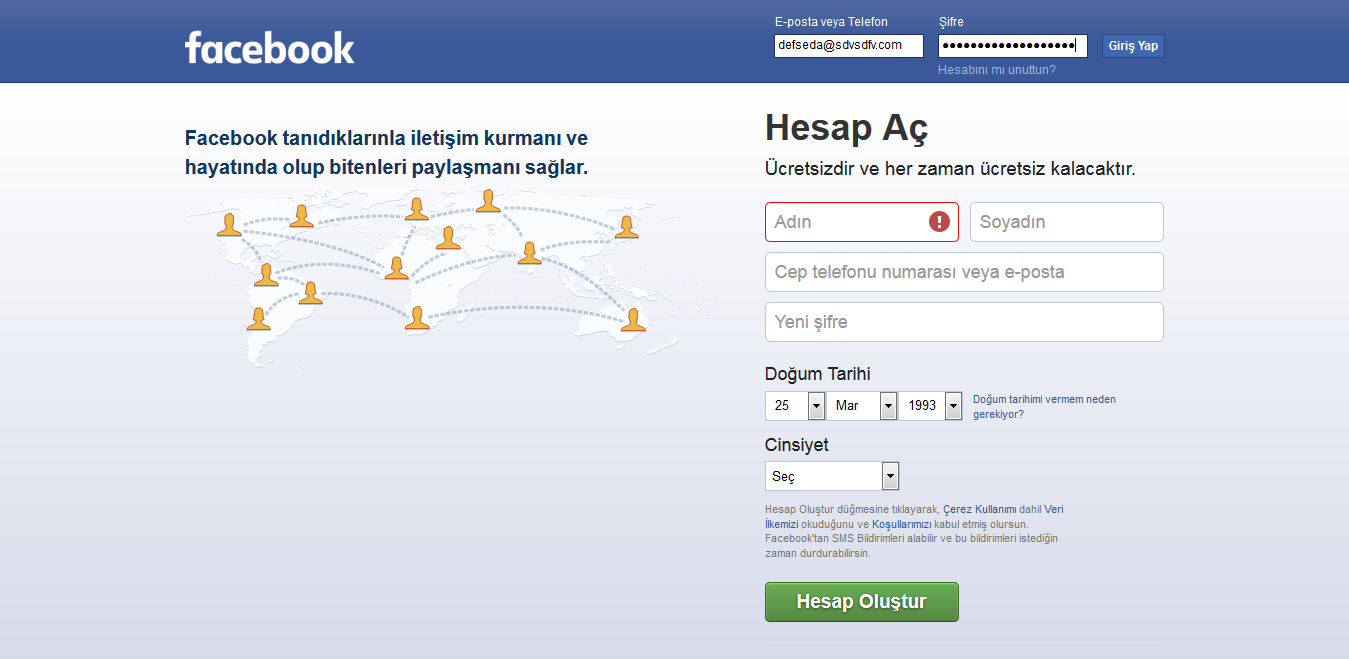 facebook
E-posta veya Telefon
Şifre
defseda@sdvsdfv.com
●●●●●●●●●●●●●●●●●●●
Giriş Yap
Hesabını mı unuttun?
Facebook tanıdıklarınla iletişim kurmanı ve
hayatında olup bitenleri paylaşmanı sağlar.
Hesap Aç
Ücretsizdir ve her zaman ücretsiz kalacaktır.
Adın
Soyadın
Cep telefonu numarası veya e-posta
Yeni şifre
Doğum Tarihi
25 Mar 1993
Doğum tarihimi vermem neden
gerekiyor?
Cinsiyet
Seç
Hesap Oluştur düğmesine tıklayarak, Çerez Kullanımı dahil Veri
İlkemizi okuduğunu ve Koşullarımızı kabul etmiş olursun.
Facebook'tan SMS Bildirimleri alabilir ve bu bildirimleri istediğin
zaman durdurabilirsin.
Hesap Oluştur